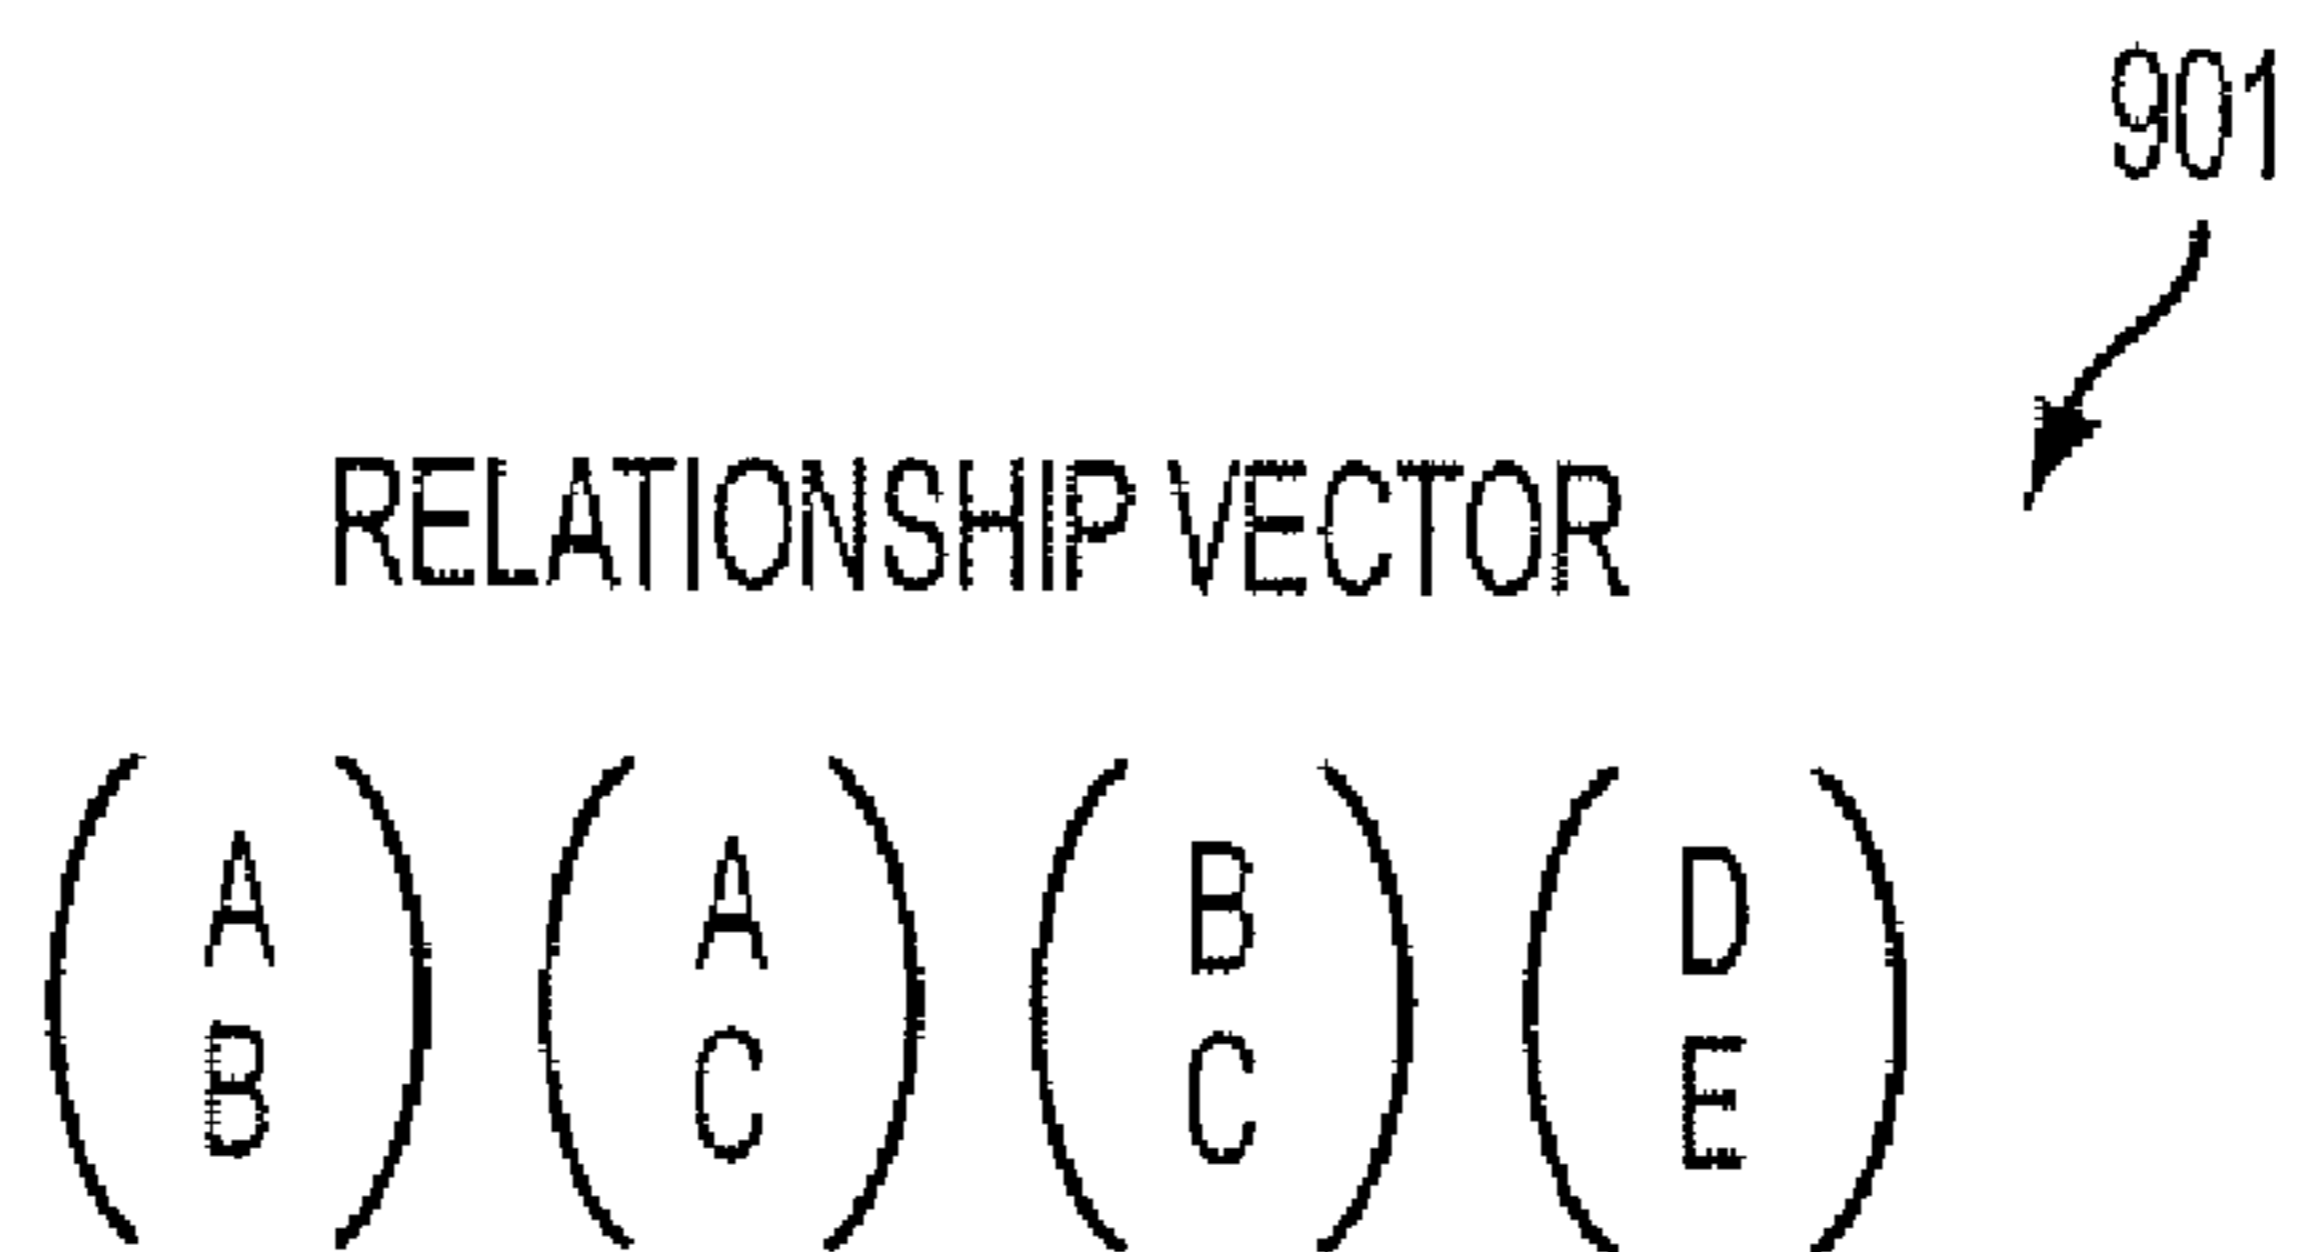 901
RELATIONSHIP VECTOR
( A ) ( A ) ( B ) ( D )
( B ) ( C ) ( C ) ( E )